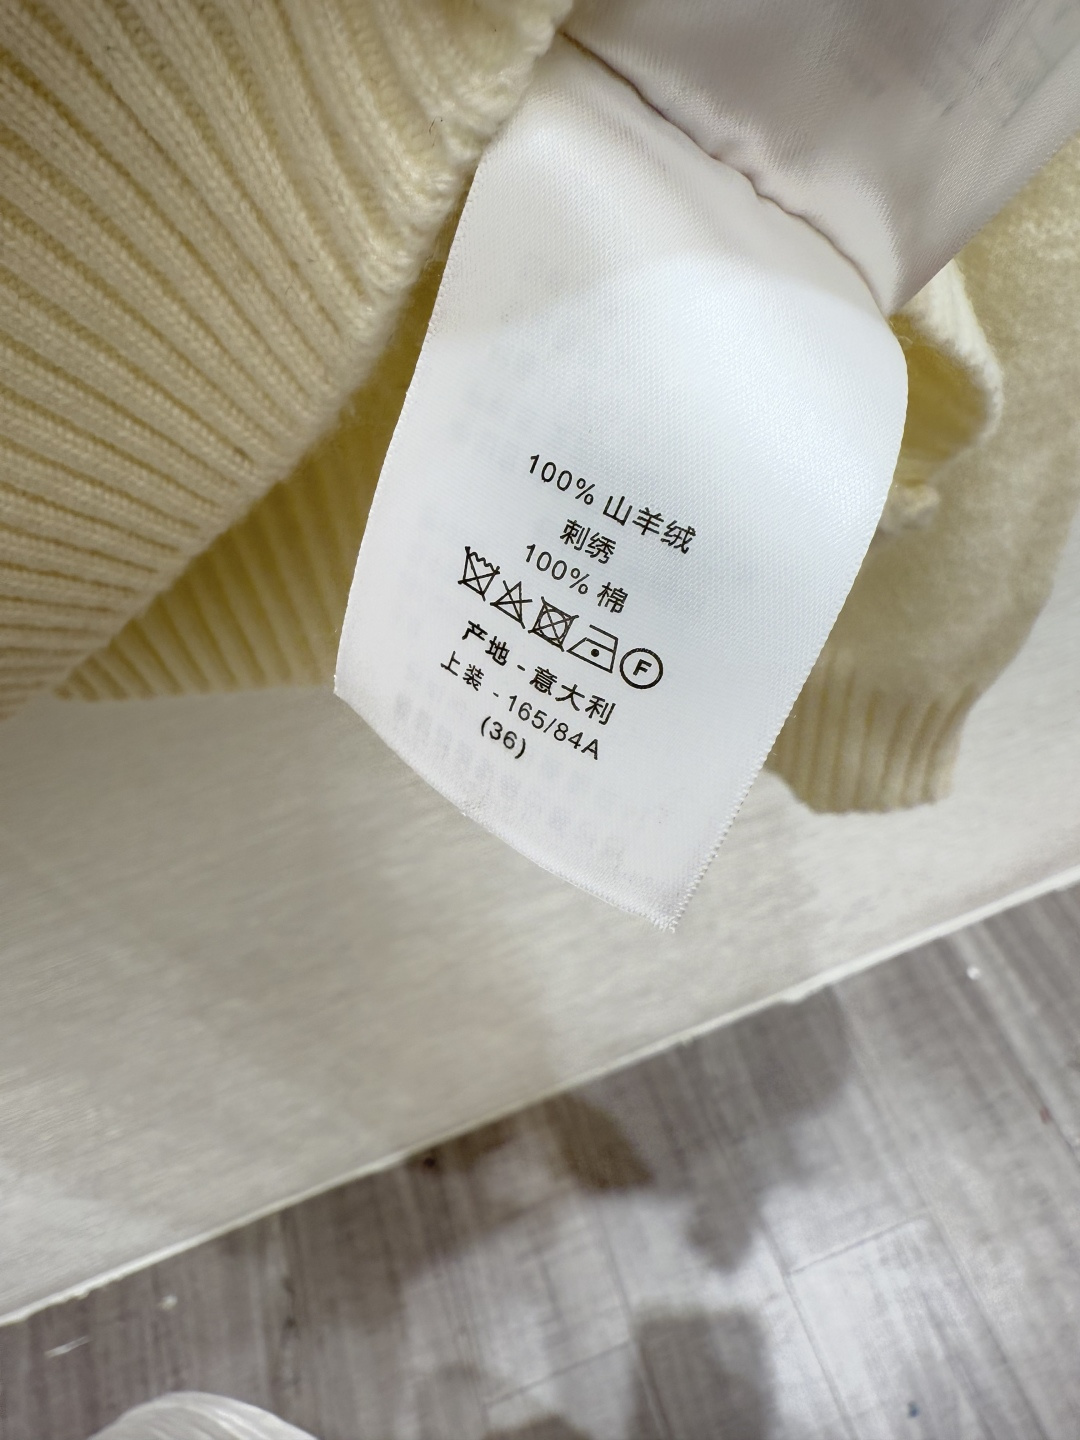 100% 山羊绒
刺绣
100% 棉
F
产地 - 意大利
上装 - 165/84A
(36)